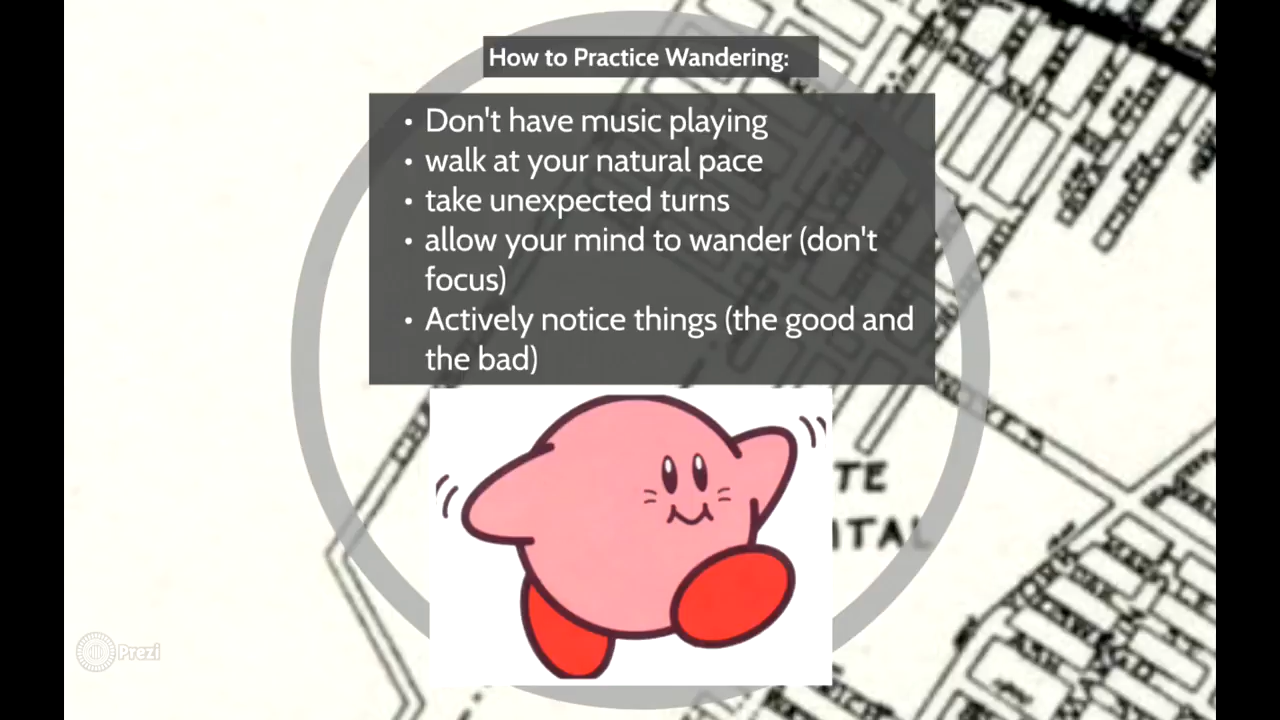 How to Practice Wandering:
• Don't have music playing
• walk at your natural pace
• take unexpected turns
• allow your mind to wander (don't
focus)
• Actively notice things (the good and
the bad)
Prezi